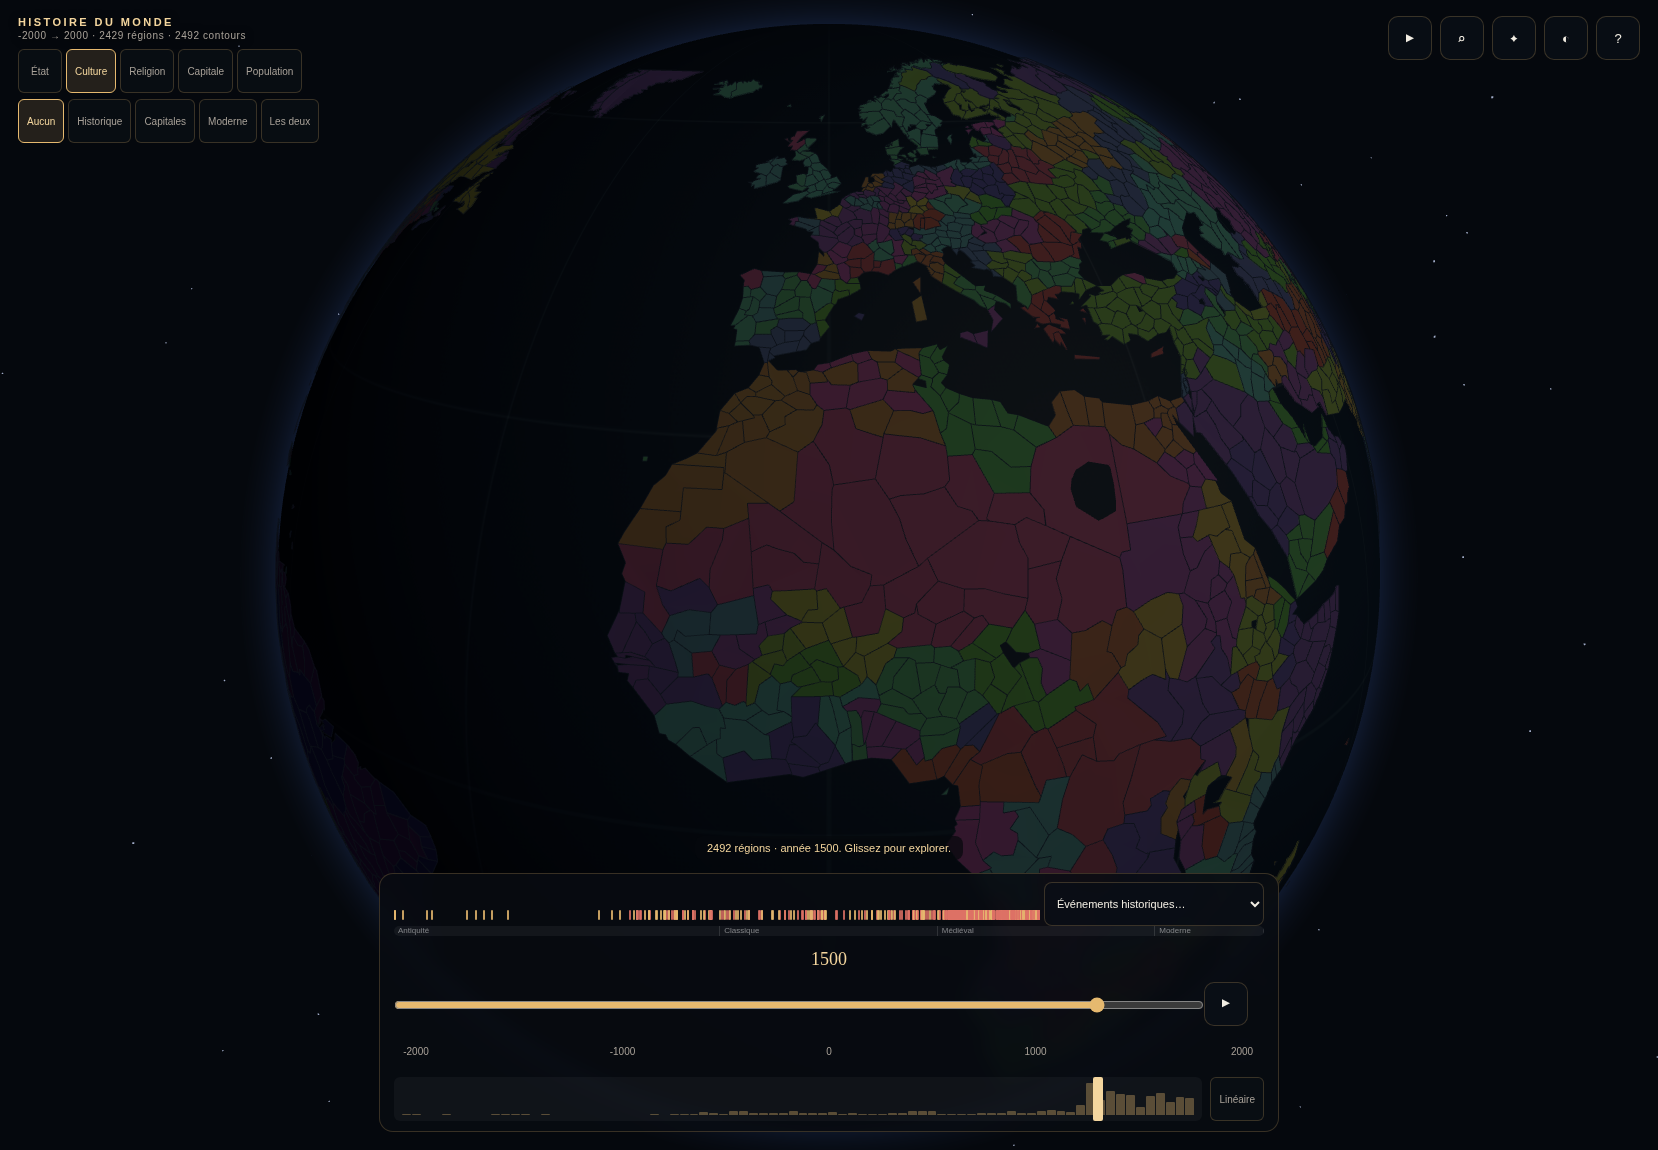 HISTOIRE DU MONDE
-2000 → 2000 · 2429 régions · 2492 contours
État Culture Religion Capitale Population
Aucun Historique Capitales Moderne Les deux
?
2492 régions · année 1500. Glissez pour explorer.
Événements historiques…
Antiquité Classique Médiéval Moderne
1500
-2000 -1000 0 1000 2000
Linéaire